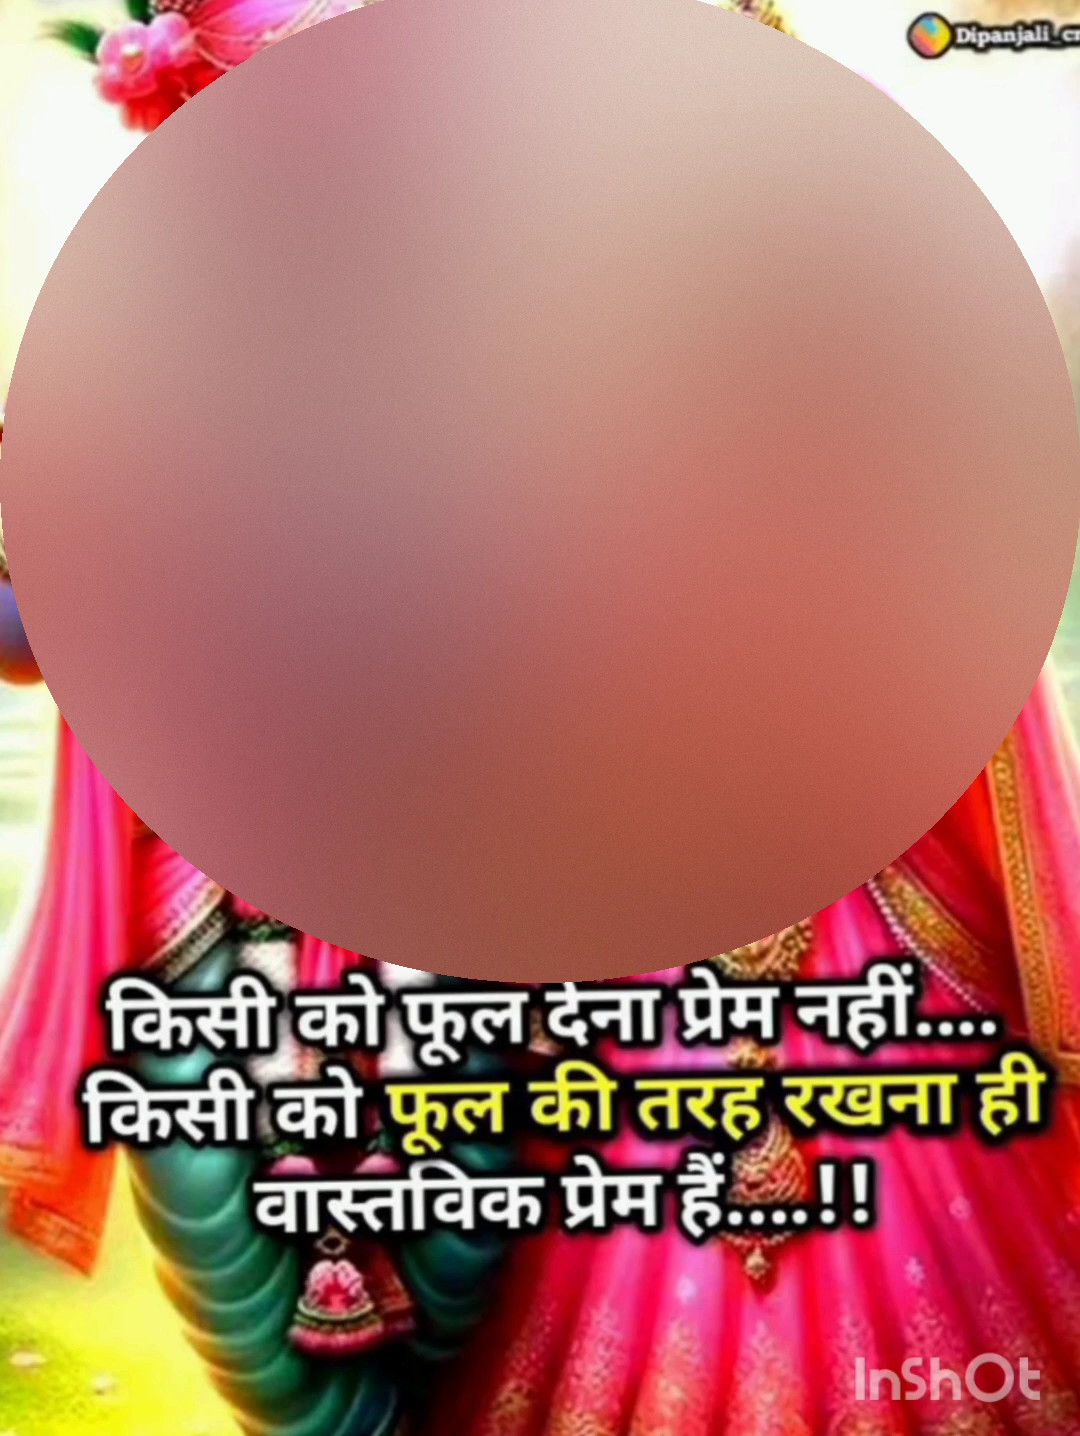 Dipanjali_cr
किसी को फूल देना प्रेम नहीं....
किसी को फूल की तरह रखना ही
वास्तविक प्रेम हैं....!!
InShOt